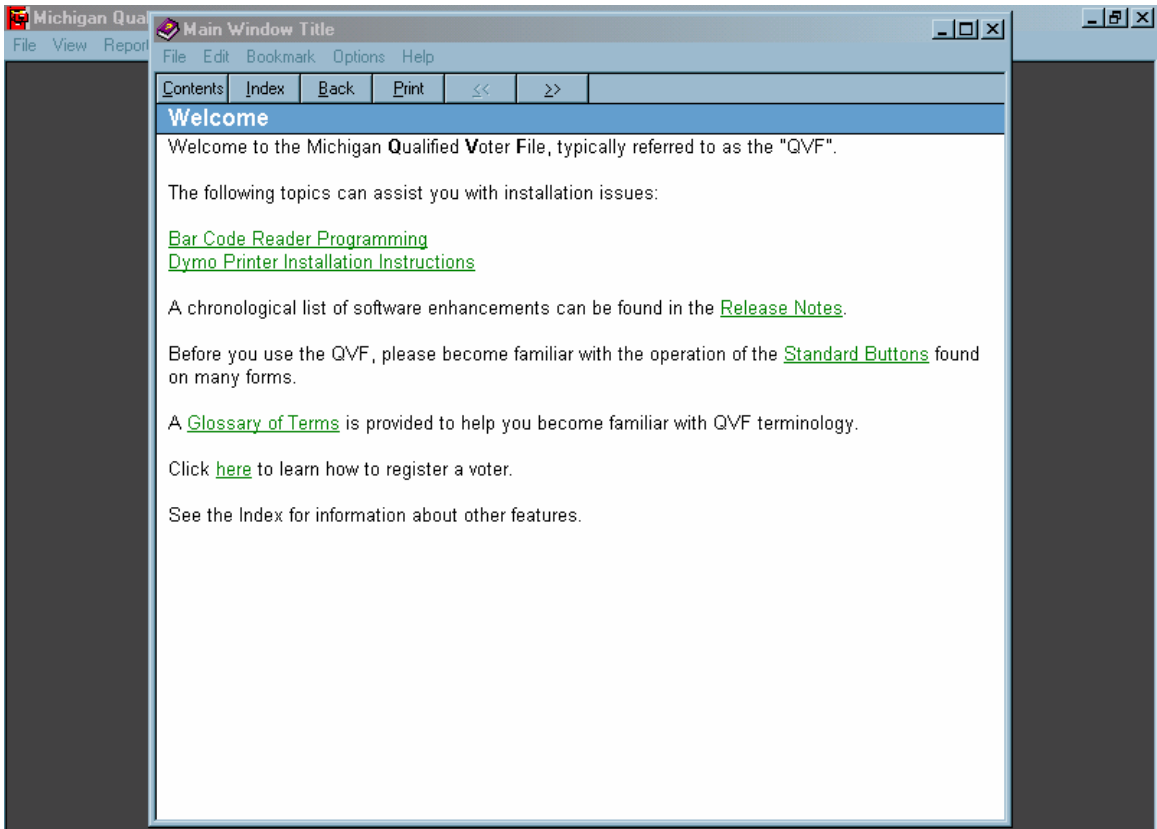 Michigan Qua
File View Report
Main Window Title
File Edit Bookmark Options Help
Contents Index Back Print << >>
Welcome
Welcome to the Michigan Qualified Voter File, typically referred to as the "QVF".
The following topics can assist you with installation issues:
Bar Code Reader Programming
Dymo Printer Installation Instructions
A chronological list of software enhancements can be found in the Release Notes.
Before you use the QVF, please become familiar with the operation of the Standard Buttons found
on many forms.
A Glossary of Terms is provided to help you become familiar with QVF terminology.
Click here to learn how to register a voter.
See the Index for information about other features.